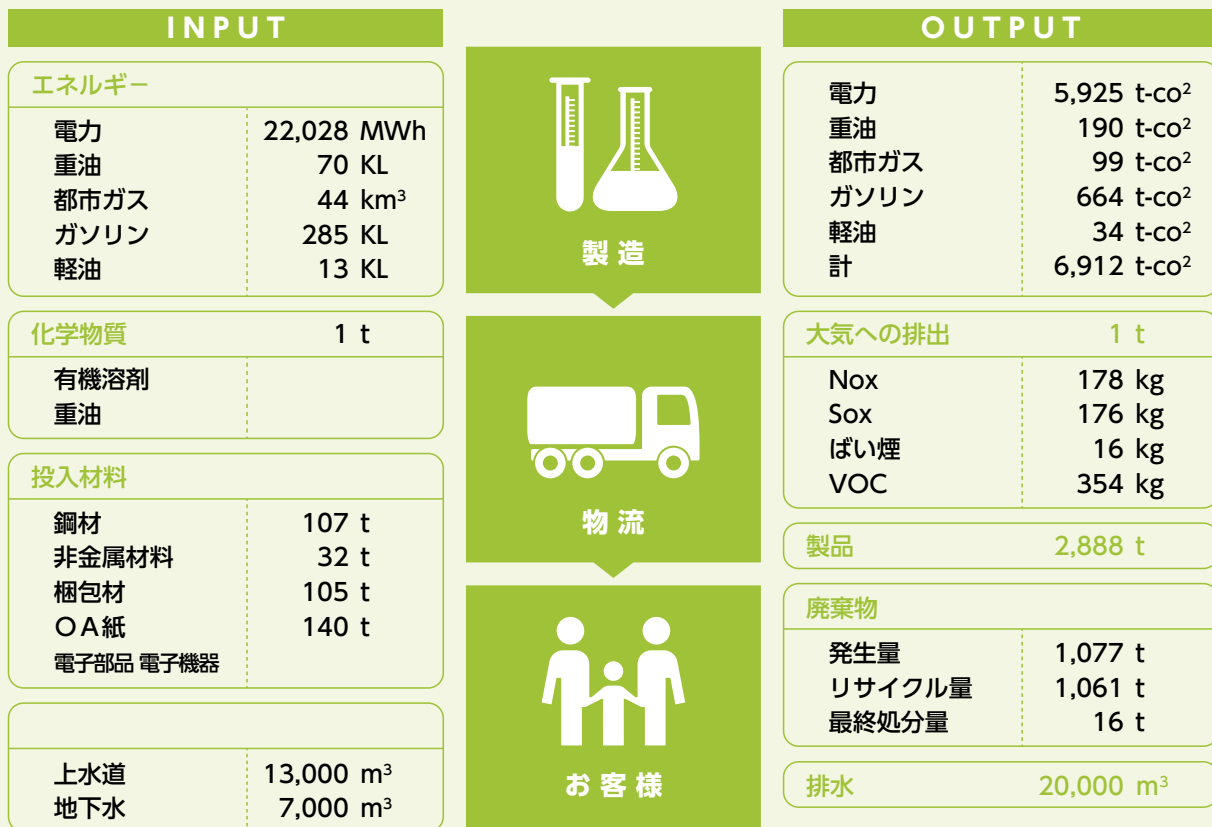 INPUT
エネルギー
電力 22,028 MWh
重油 70 KL
都市ガス 44 km³
ガソリン 285 KL
軽油 13 KL
化学物質 1 t
有機溶剤
重油
投入材料
鋼材 107 t
非金属材料 32 t
梱包材 105 t
OA紙 140 t
電子部品 電子機器
上水道 13,000 m³
地下水 7,000 m³
製造
物流
お客様
OUTPUT
電力 5,925 t-co²
重油 190 t-co²
都市ガス 99 t-co²
ガソリン 664 t-co²
軽油 34 t-co²
計 6,912 t-co²
大気への排出 1 t
Nox 178 kg
Sox 176 kg
ばい煙 16 kg
VOC 354 kg
製品 2,888 t
廃棄物
発生量 1,077 t
リサイクル量 1,061 t
最終処分量 16 t
排水 20,000 m³